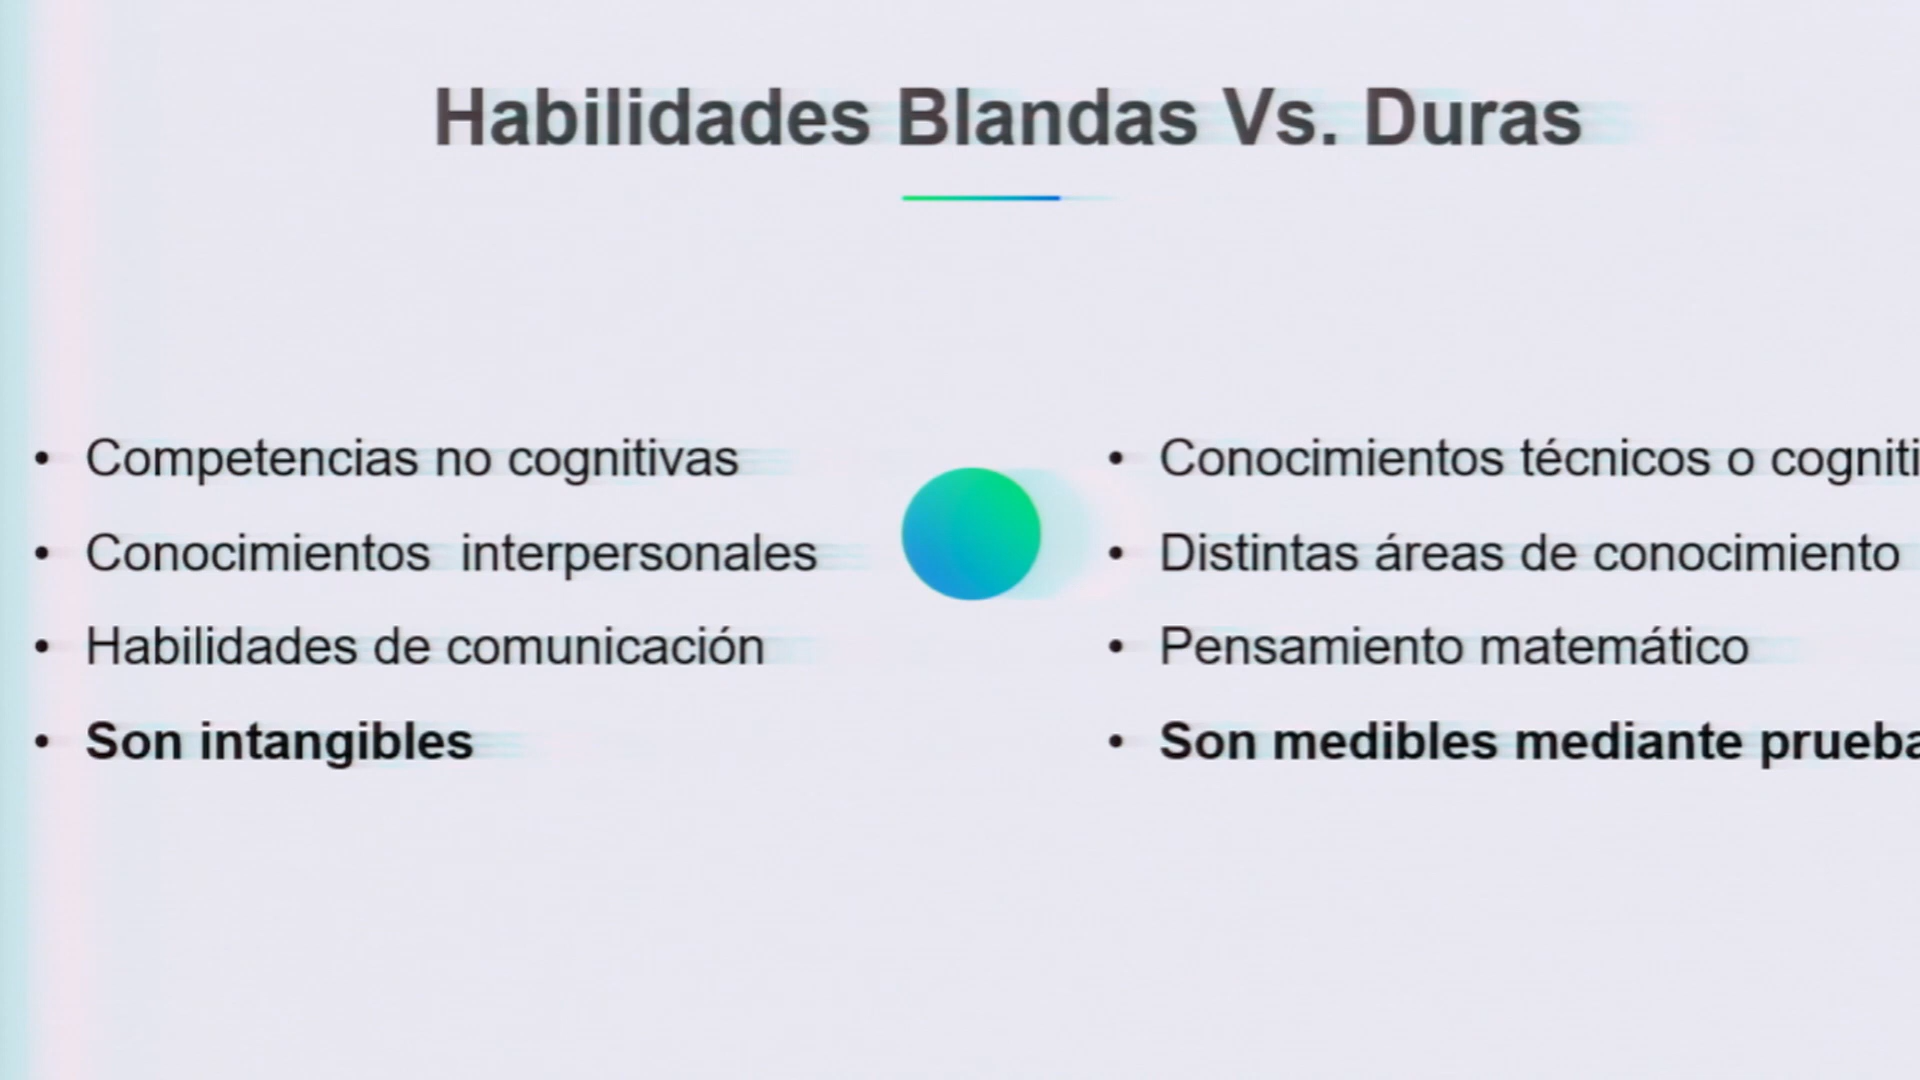 Habilidades Blandas Vs. Duras
• Competencias no cognitivas
• Conocimientos interpersonales
• Habilidades de comunicación
• Son intangibles
• Conocimientos técnicos o
• Distintas áreas de conocimiento
• Pensamiento matemático
• Son medibles mediante